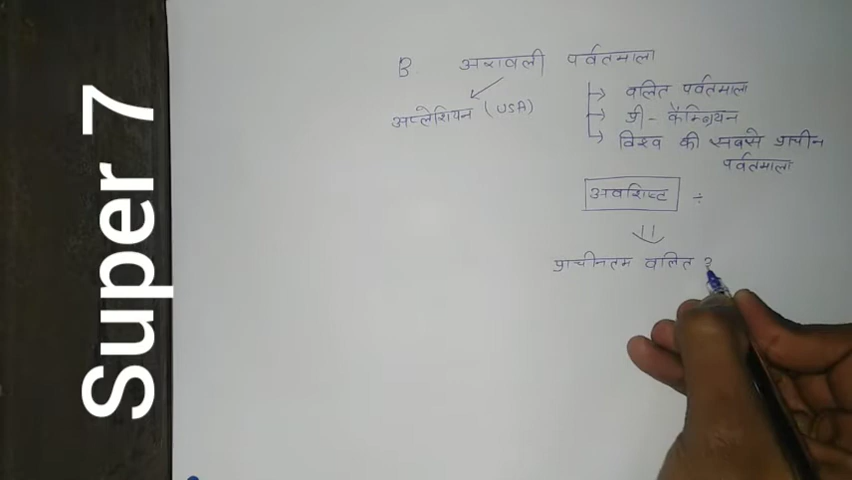 Super 7
B अरावली पर्वतमाला
अप्लेशियन (USA)
→ वलित पर्वतमाला
→ प्री - कैम्ब्रियन
→ विश्व की सबसे प्राचीन
पर्वतमाला
अवशिष्ट ÷
प्राचीनतम वलित